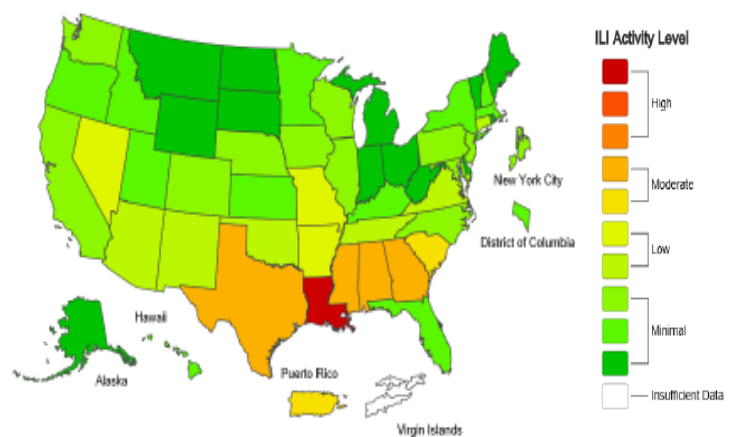 ILI Activity Level
High
Moderate
New York City
District of Columbia
Low
Hawaii
Minimal
Alaska
Puerto Rico
Insufficient Data
Virgin Islands